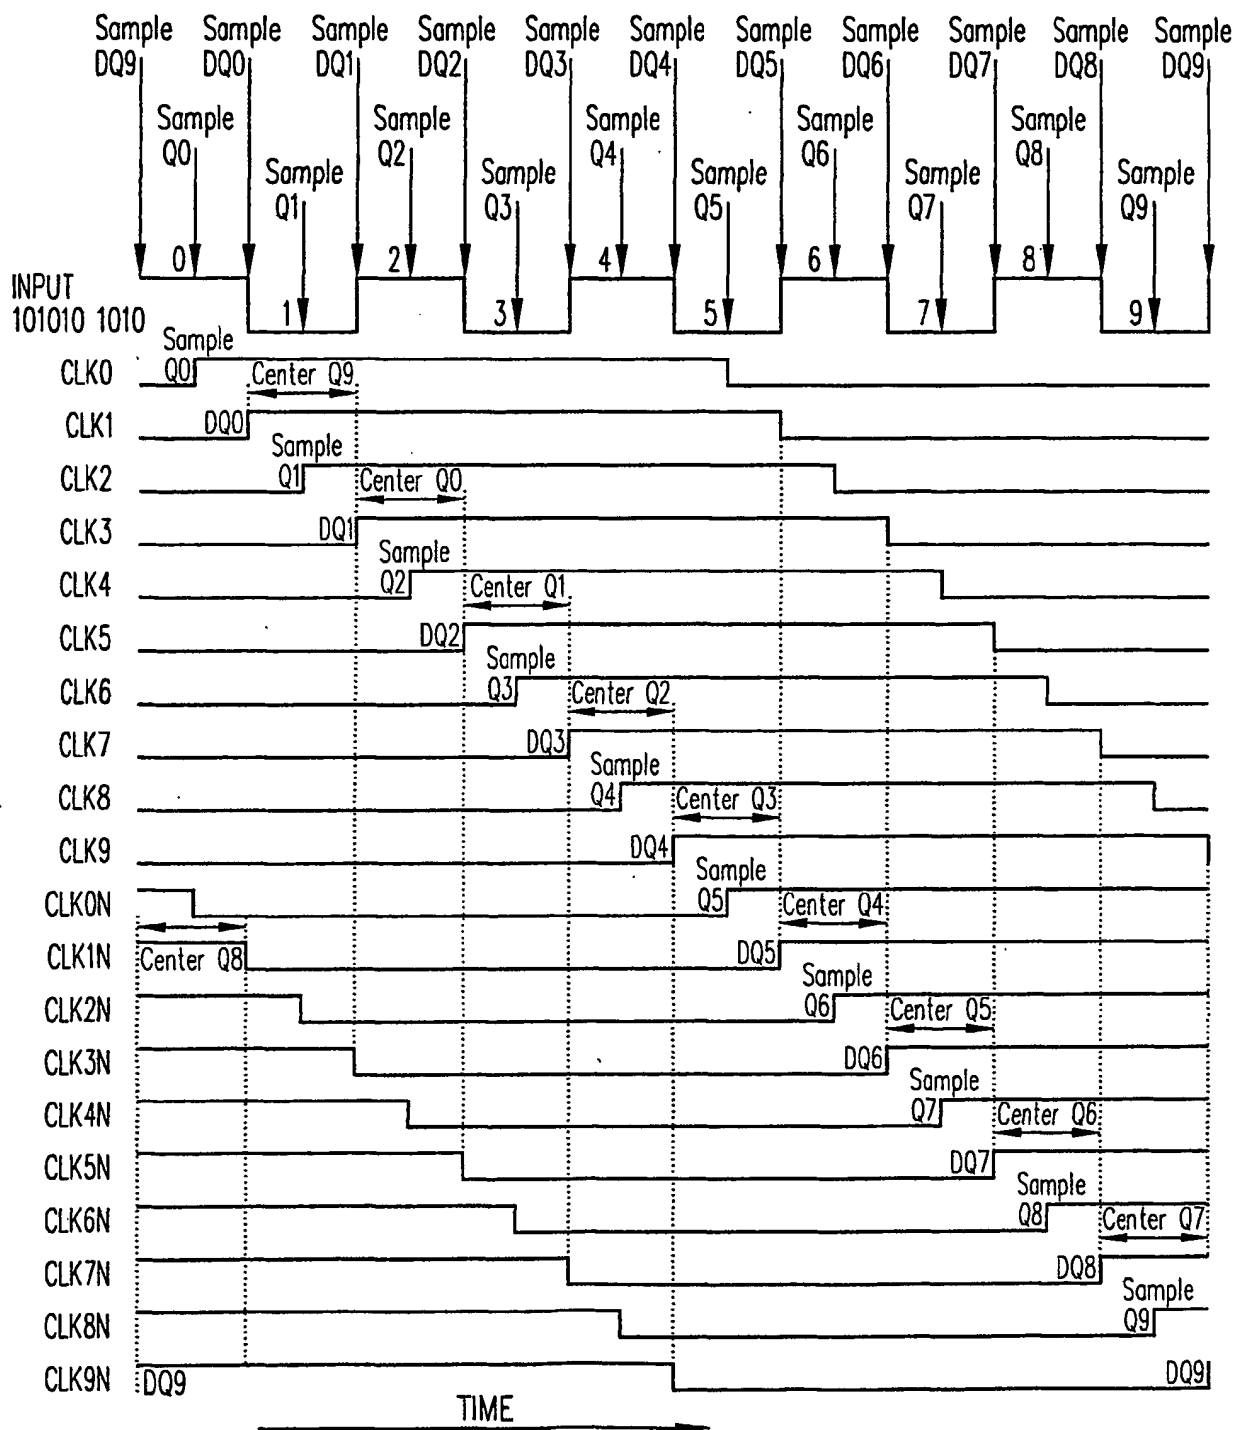 Sample Sample Sample Sample Sample Sample Sample Sample Sample Sample Sample
DQ9 DQ0 DQ1 DQ2 DQ3 DQ4 DQ5 DQ6 DQ7 DQ8 DQ9
Sample Sample Sample Sample Sample
Q0 Q2 Q4 Q6 Q8
Sample Sample Sample Sample Sample
Q1 Q3 Q5 Q7 Q9
0 2 4 6 8
INPUT
101010 1010
1 3 5 7 9
Sample
CLK0 Q0 Center Q9
CLK1 DQ0
Sample
CLK2 Q1 Center Q0
CLK3 DQ1
Sample
CLK4 Q2 Center Q1
CLK5 DQ2
Sample
CLK6 Q3 Center Q2
CLK7 DQ3
Sample
CLK8 Q4 Center Q3
CLK9 DQ4
Sample
CLK0N Q5 Center Q4
CLK1N Center Q8 DQ5
Sample
CLK2N Q6 Center Q5
CLK3N DQ6
Sample
CLK4N Q7 Center Q6
CLK5N DQ7
Sample
CLK6N Q8 Center Q7
CLK7N DQ8
Sample
CLK8N Q9
CLK9N DQ9 DQ9
TIME